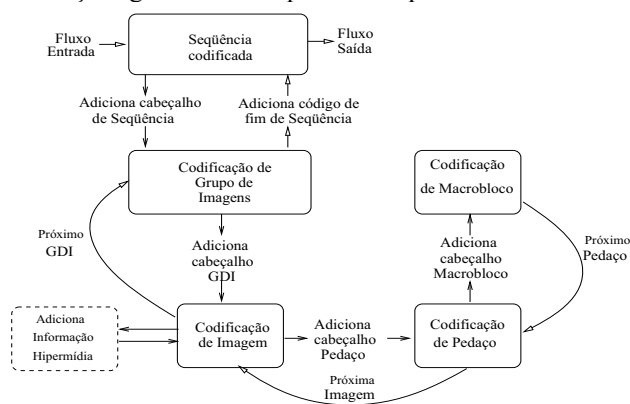 Fluxo
Entrada
Seqüência
codificada
Fluxo
Saída
Adiciona cabeçalho
de Seqüência
Adiciona código de
fim de Seqüência
Codificação de
Grupo de
Imagens
Codificação
de Macrobloco
Próximo
GDI
Adiciona
cabeçalho
GDI
Adiciona
cabeçalho
Macrobloco
Próximo
Pedaço
Adiciona
Informação
Hipermídia
Codificação
de Imagem
Adiciona
cabeçalho
Pedaço
Codificação
de Pedaço
Próxima
Imagem